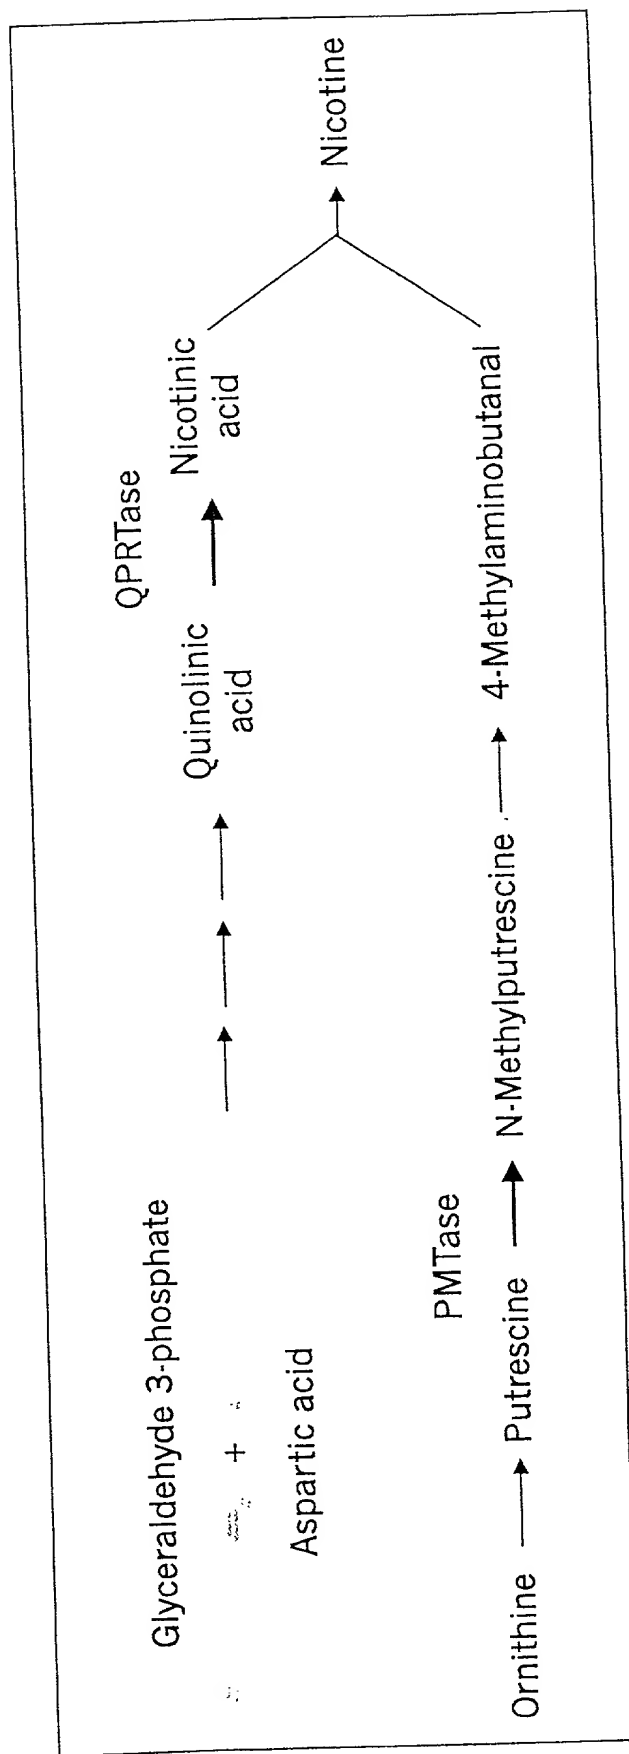 Glyceraldehyde 3-phosphate
+
Aspartic acid
Quinolinic
acid
QPRTase
Nicotinic
acid
Nicotine
Ornithine
Putrescine
PMTase
N-Methylputrescine
4-Methylaminobutanal